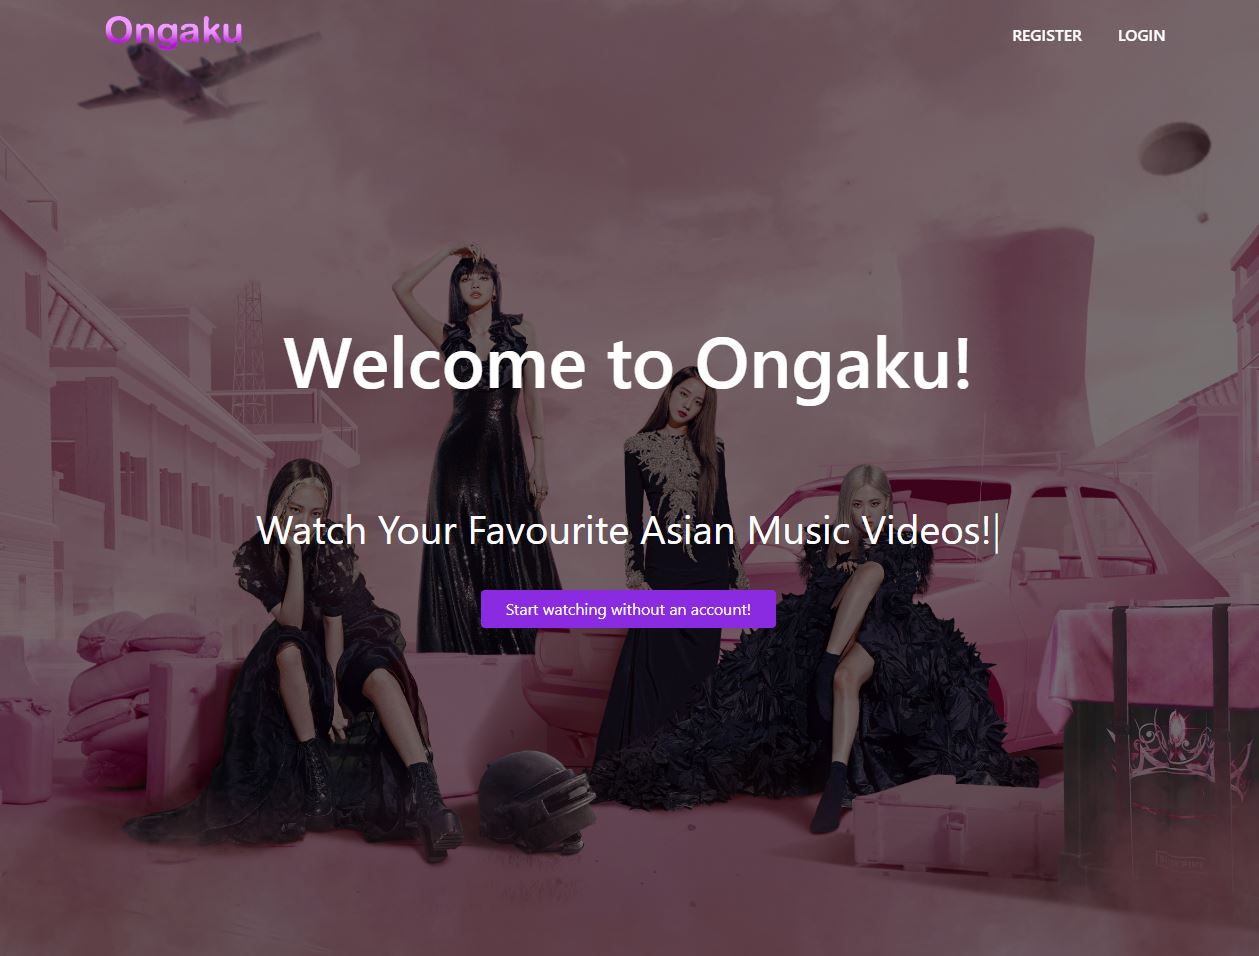 Ongaku
REGISTER LOGIN
Welcome to Ongaku!
Watch Your Favourite Asian Music Videos!|
Start watching without an account!